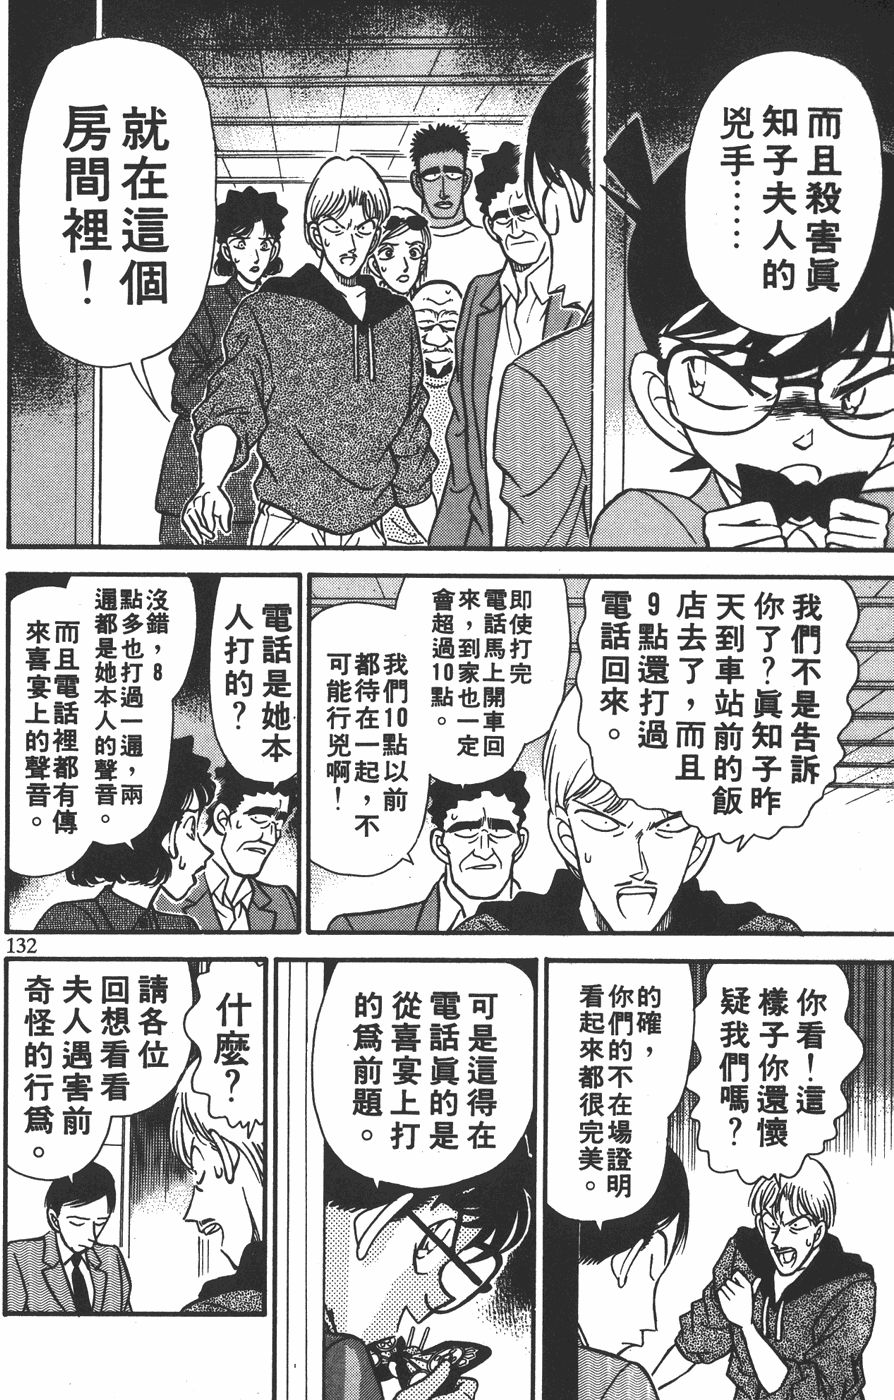 而且殺害眞
知子夫人的
兇手……
就在這個
房間裡！
我們不是告訴
你了？眞知子昨
天到車站前的飯
店去了，而且
9點還打過
電話回來。
即使打完
電話馬上開車回
來，到家也一定
會超過10點。
我們10點以前
都待在一起，不
可能行兇啊！
電話是她本
人打的？
沒錯，8
點多也打過一通，兩
通都是她本人的聲音。
而且電話裡都有傳
來喜宴上的聲音。
132
你看！這
樣子你還懷
疑我們嗎？
的確，
你們的不在場證明
看起來都很完美。
可是這得在
電話眞的是
從喜宴上打
的爲前題。
什麼？
請各位
回想看看
夫人遇害前
奇怪的行爲。